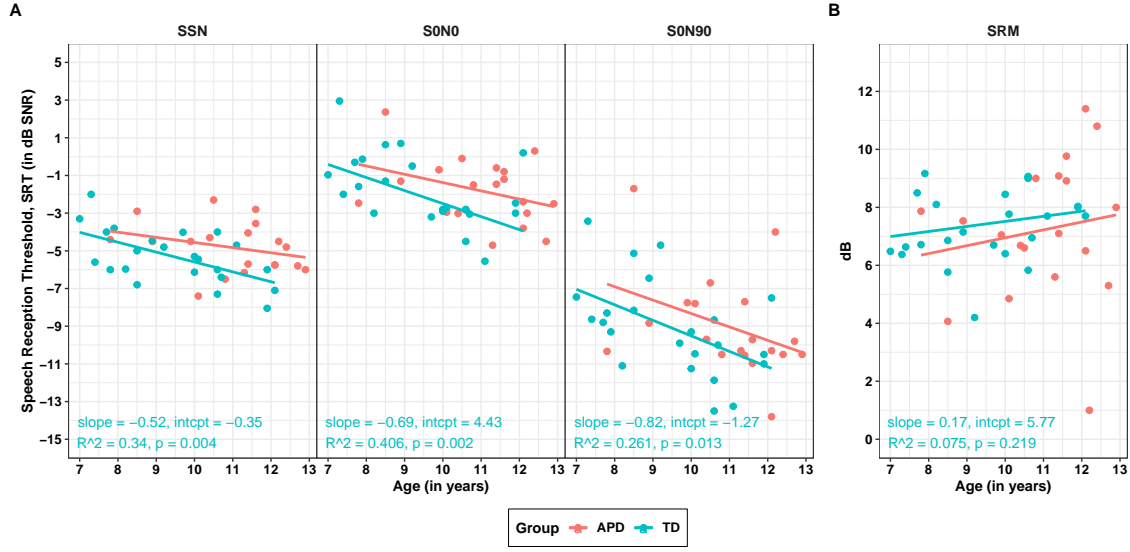 A
B
SSN
S0N0
S0N90
SRM
Speech Reception Threshold, SRT (in dB SNR)
5
3
1
−1
−3
−5
−7
−9
−11
−13
−15
slope = −0.52, intcpt = −0.35
R^2 = 0.34, p = 0.004
slope = −0.69, intcpt = 4.43
R^2 = 0.406, p = 0.002
slope = −0.82, intcpt = −1.27
R^2 = 0.261, p = 0.013
7 8 9 10 11 12 13
7 8 9 10 11 12 13
7 8 9 10 11 12 13
Age (in years)
dB
12
10
8
6
4
2
0
slope = 0.17, intcpt = 5.77
R^2 = 0.075, p = 0.219
7 8 9 10 11 12 13
Age (in years)
Group APD TD